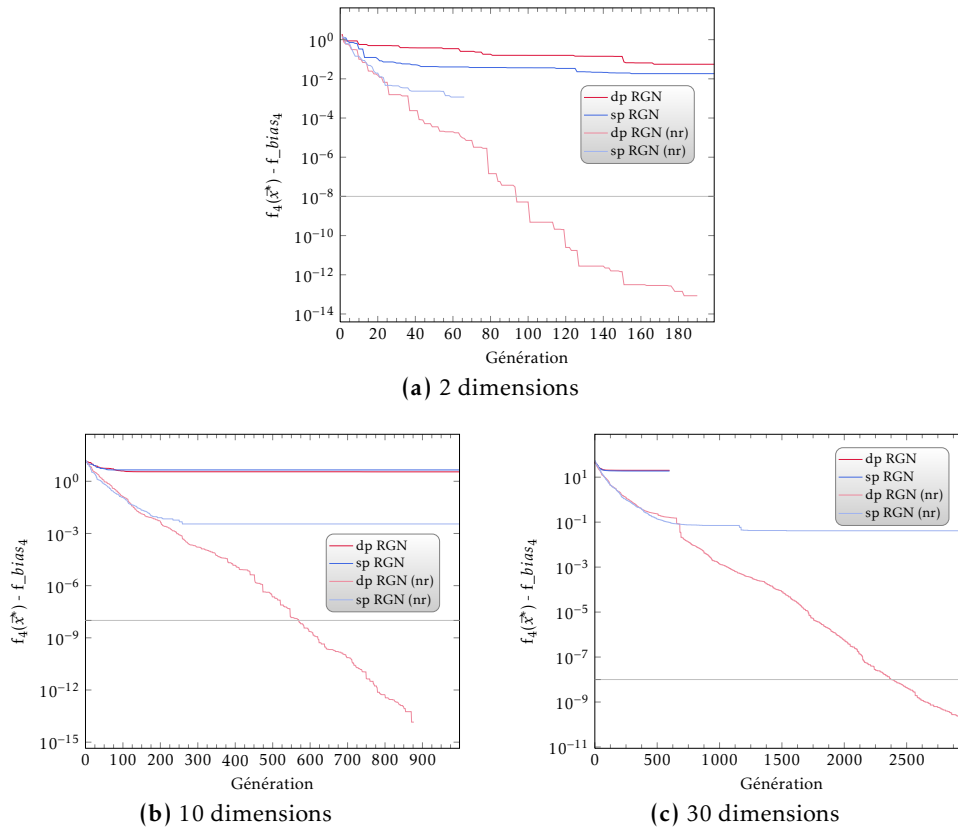 10^0
10^−2
10^−4
10^−6
10^−8
10^−10
10^−12
10^−14
f_4(x⃗*) - f_bias_4
dp RGN
sp RGN
dp RGN (nr)
sp RGN (nr)
0 20 40 60 80 100 120 140 160 180
Génération
(a) 2 dimensions
10^0
10^−3
10^−6
10^−9
10^−12
10^−15
f_4(x⃗*) - f_bias_4
dp RGN
sp RGN
dp RGN (nr)
sp RGN (nr)
0 100 200 300 400 500 600 700 800 900
Génération
(b) 10 dimensions
10^1
10^−1
10^−3
10^−5
10^−7
10^−9
10^−11
f_4(x⃗*) - f_bias_4
dp RGN
sp RGN
dp RGN (nr)
sp RGN (nr)
0 500 1000 1500 2000 2500
Génération
(c) 30 dimensions